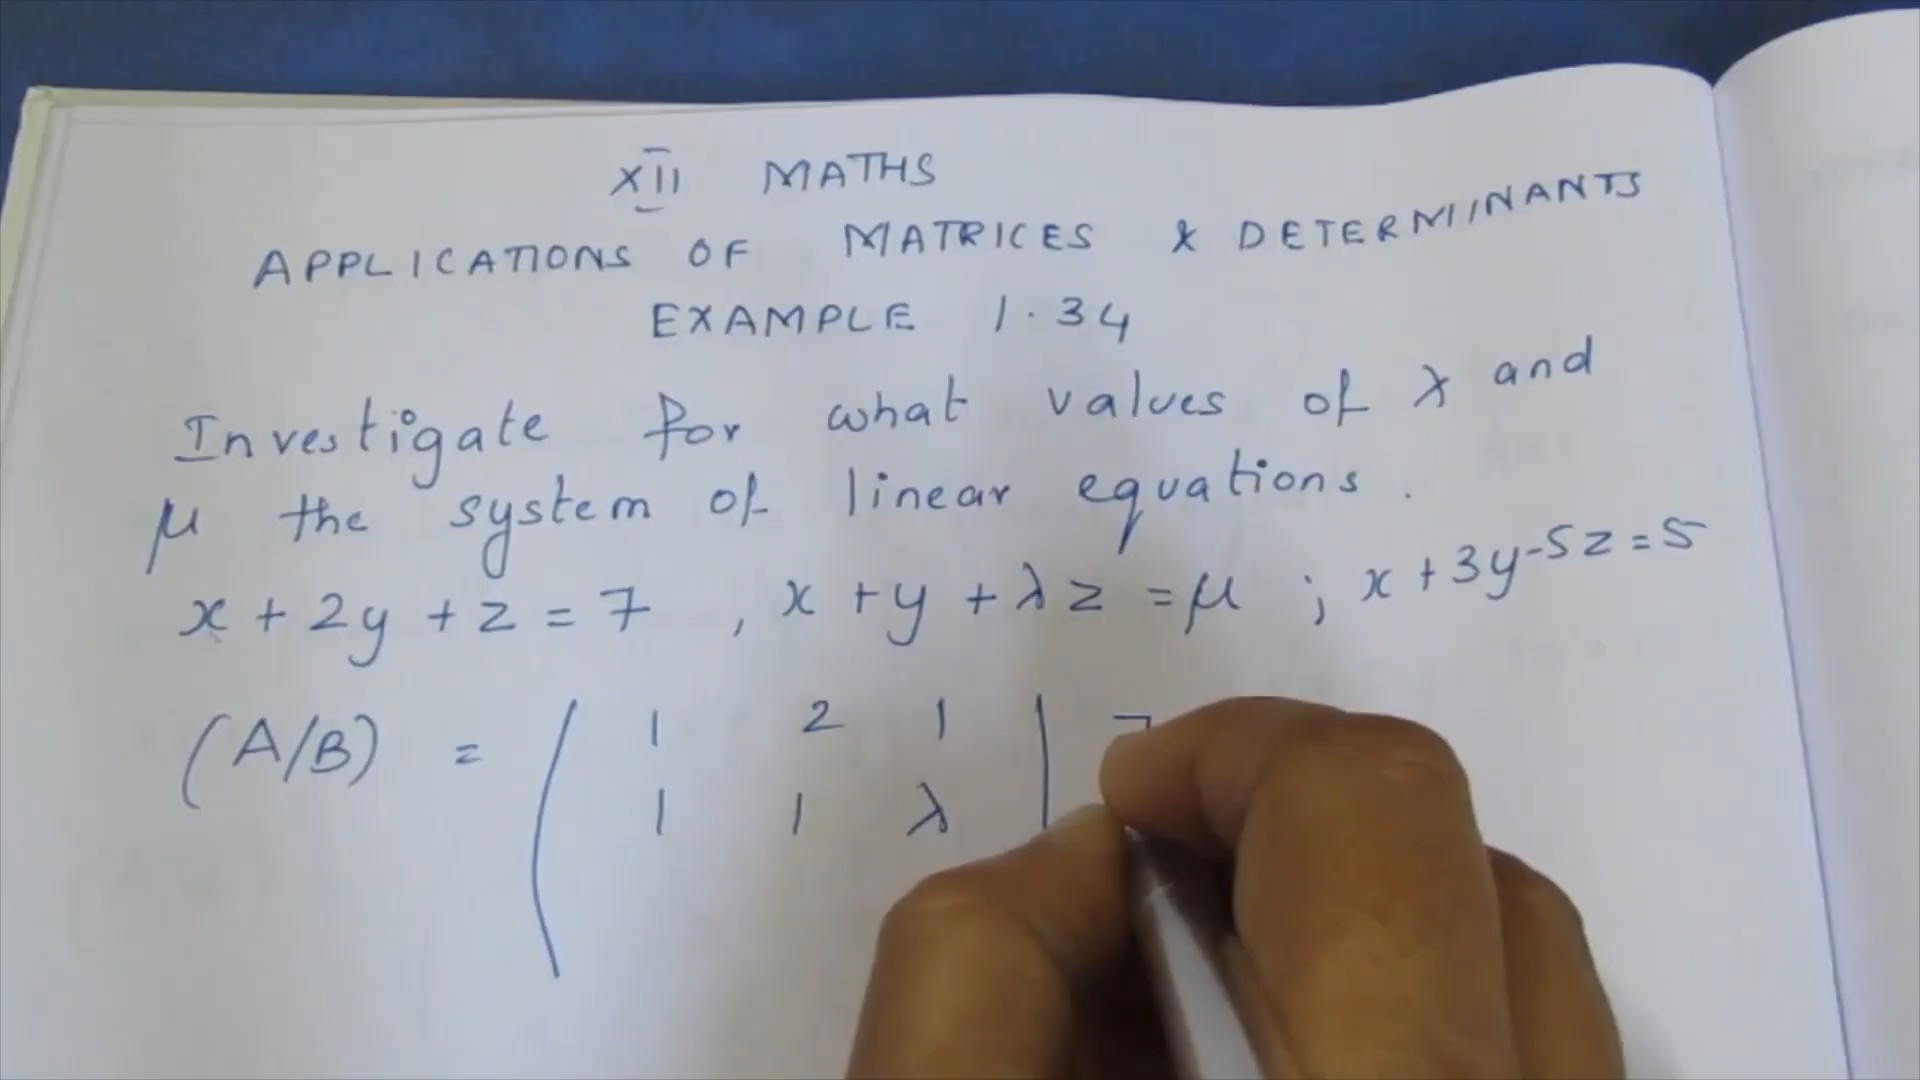 XII MATHS
APPLICATIONS OF MATRICES & DETERMINANTS
EXAMPLE 1.34
Investigate for what values of λ and
μ the system of linear equations.
x + 2y + z = 7 , x + y + λz = μ ; x + 3y - 5z = 5
(A/B) = ( 1 2 1 | 7
1 1 λ |